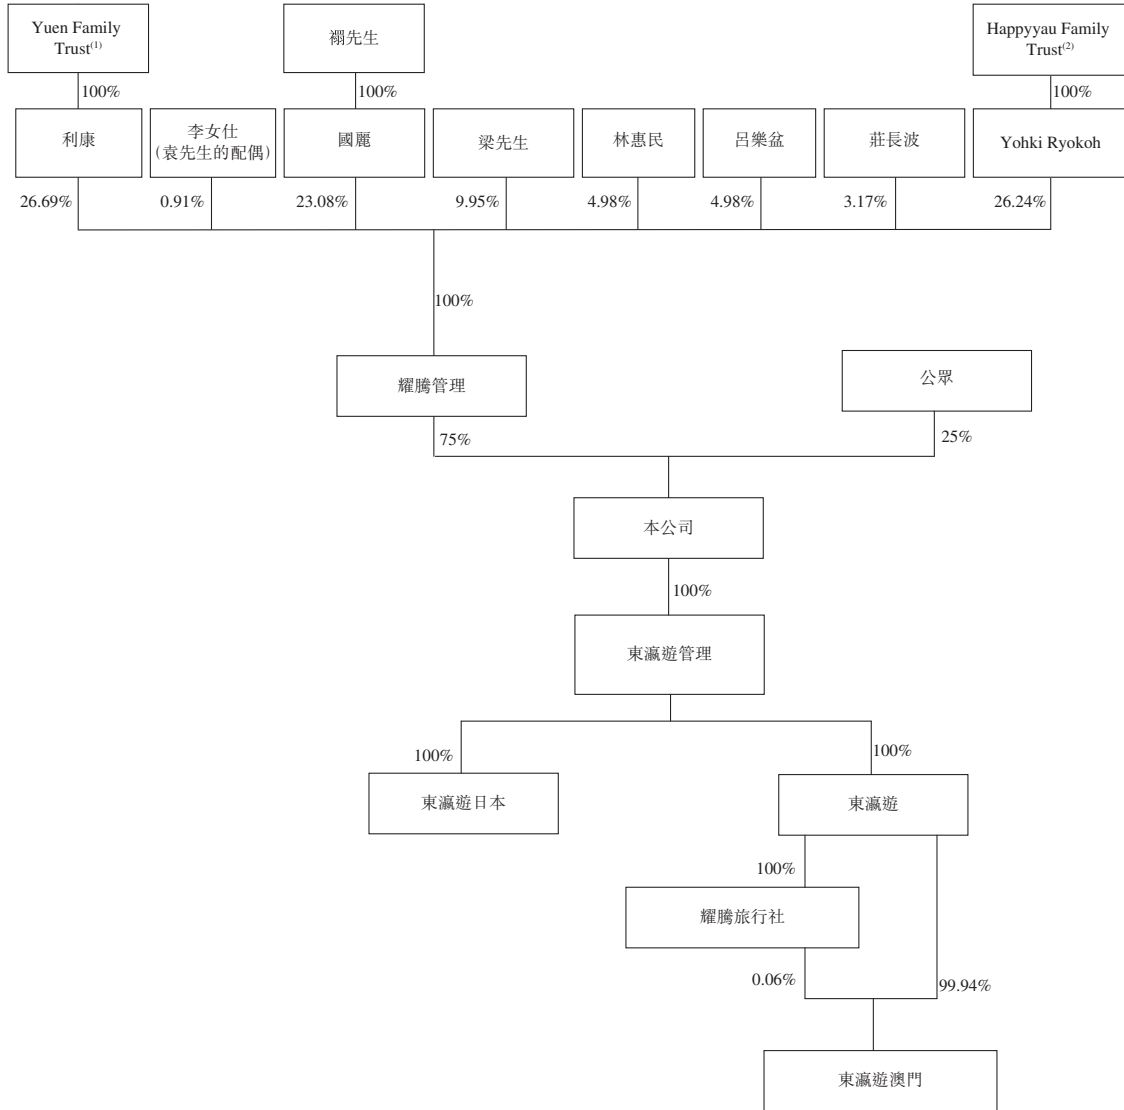 Yuen Family
Trust(1)
禤先生
Happyyau Family
Trust(2)
100%
100%
100%
利康
李女仕
(袁先生的配偶)
國麗
梁先生
林惠民
呂樂盆
莊長波
Yohki Ryokoh
26.69%
0.91%
23.08%
9.95%
4.98%
4.98%
3.17%
26.24%
100%
耀騰管理
公眾
75%
25%
本公司
100%
東瀛遊管理
100%
100%
東瀛遊日本
東瀛遊
100%
耀騰旅行社
0.06%
99.94%
東瀛遊澳門